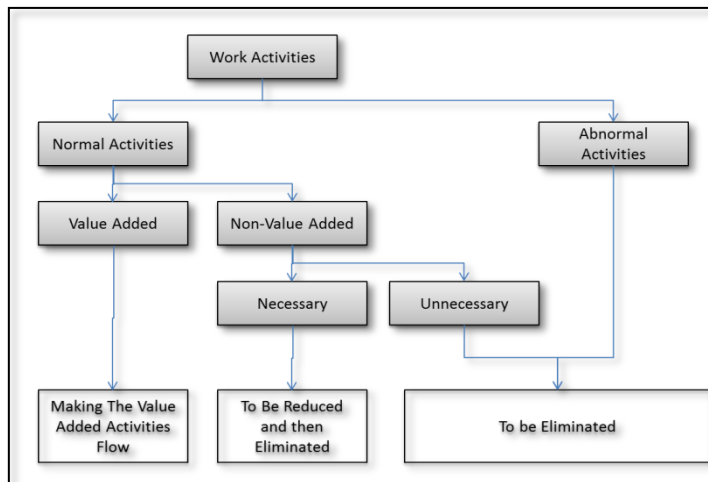 Work Activities
Normal Activities
Abnormal
Activities
Value Added
Non-Value Added
Necessary
Unnecessary
Making The Value
Added Activities
Flow
To Be Reduced
and then
Eliminated
To be Eliminated